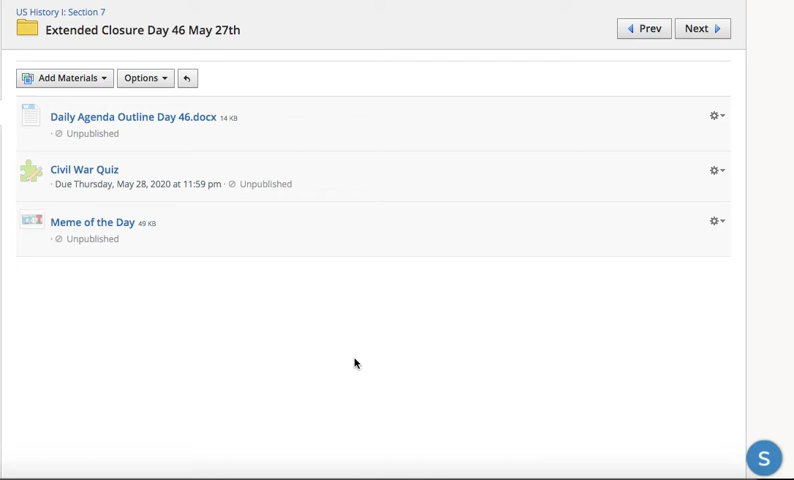 US History I: Section 7
Extended Closure Day 46 May 27th
Prev Next
Add Materials Options
Daily Agenda Outline Day 46.docx 14 KB
· Unpublished
Civil War Quiz
· Due Thursday, May 28, 2020 at 11:59 pm · Unpublished
Meme of the Day 49 KB
· Unpublished
S